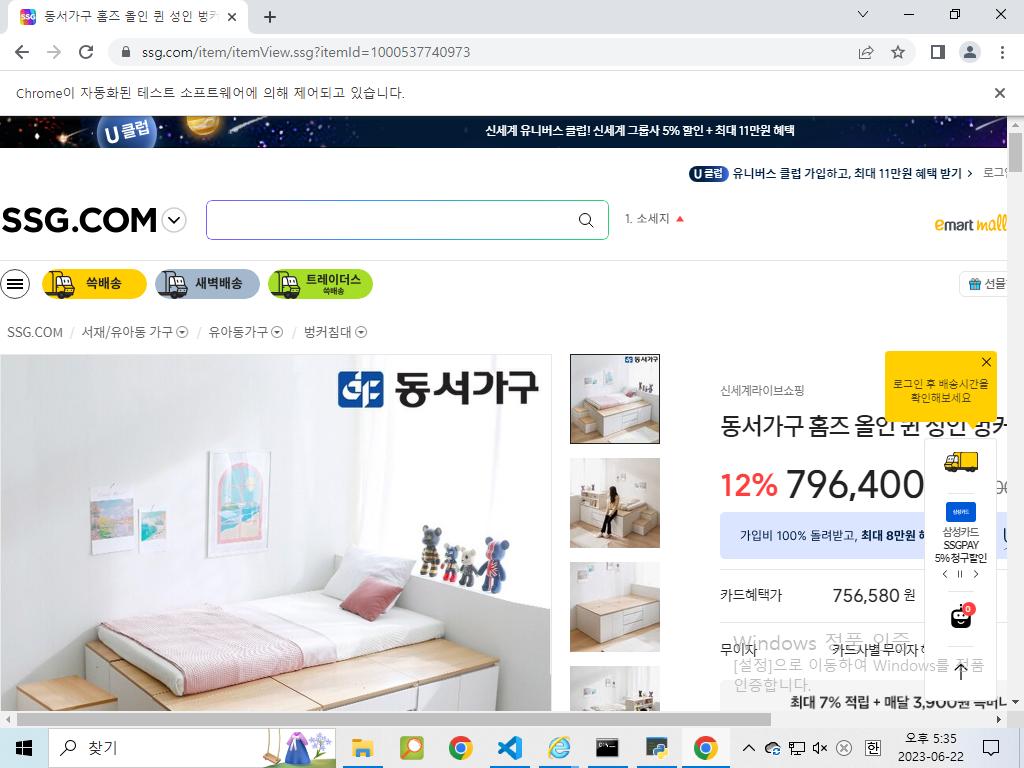 동서가구 홈즈 올인 퀸 성인 벙커
ssg.com/item/itemView.ssg?itemId=1000537740973
Chrome이 자동화된 테스트 소프트웨어에 의해 제어되고 있습니다.
U클럽
신세계 유니버스 클럽! 신세계 그룹사 5% 할인 + 최대 11만원 혜택
U클럽 유니버스 클럽 가입하고, 최대 11만원 혜택 받기 >
로그인
SSG.COM
1. 소세지
emart mall
쓱배송
새벽배송
트레이더스
쓱배송
선물
SSG.COM / 서재/유아동 가구 / 유아동가구 / 벙커침대
동서가구
신세계라이브쇼핑
로그인 후 배송시간을
확인해보세요
동서가구 홈즈 올인 퀸 성인 벙커
12% 796,400
가입비 100% 돌려받고, 최대 8만원
삼성카드
삼성카드
SSGPAY
5% 청구할인
카드혜택가
756,580 원
0
무이자
카드사별 무이자
Windows 정품 인증
[설정]으로 이동하여 Windows를 정품
인증합니다.
최대 7% 적립 + 매달 3,900원
찾기
한
오후 5:35
2023-06-22